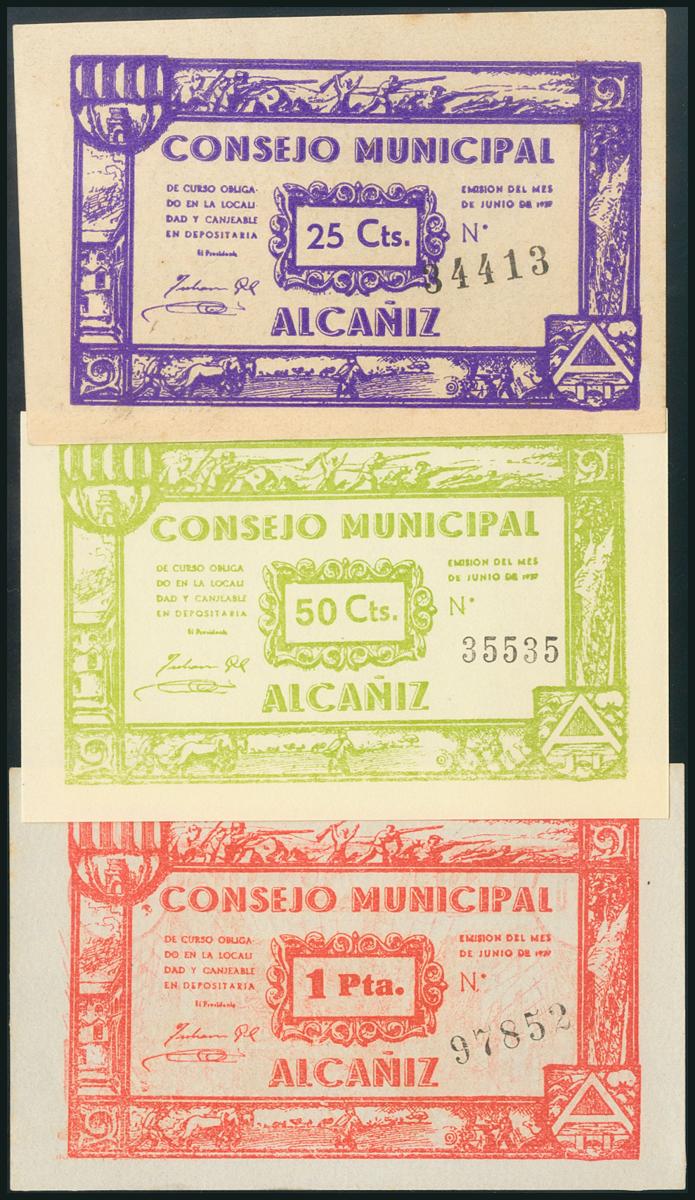 CONSEJO MUNICIPAL
DE CURSO OBLIGA-
DO EN LA LOCALI
DAD Y CANJEABLE
EN DEPOSITARIA
El Presidente
25 Cts.
EMISION DEL MES
DE JUNIO DE 1937
N.
34413
ALCAÑIZ
A
CONSEJO MUNICIPAL
DE CURSO OBLIGA
DO EN LA LOCALI
DAD Y CANJEABLE
EN DEPOSITARIA
El Presidente
50 Cts.
EMISION DEL MES
DE JUNIO DE 1937
N.
35535
ALCAÑIZ
A
CONSEJO MUNICIPAL
DE CURSO OBLIGA-
DO EN LA LOCALI
DAD Y CANJEABLE
EN DEPOSITARIA
El Presidente
1 Pta.
EMISION DEL MES
DE JUNIO DE 1937
N.
97852
ALCAÑIZ
A